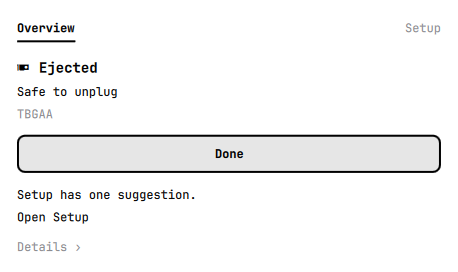 Overview
Setup
Ejected
Safe to unplug
TBGAA
Done
Setup has one suggestion.
Open Setup
Details ›